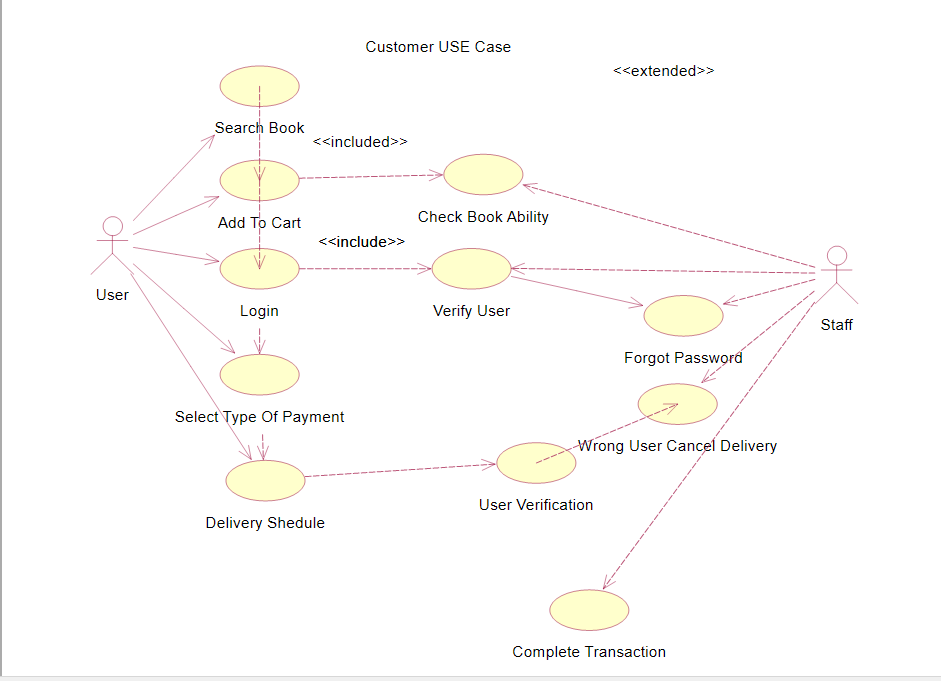 Customer USE Case
<<extended>>
Search Book
<<included>>
Add To Cart
Check Book Ability
<<include>>
User
Login
Verify User
Staff
Forgot Password
Select Type Of Payment
Wrong User Cancel Delivery
User Verification
Delivery Shedule
Complete Transaction